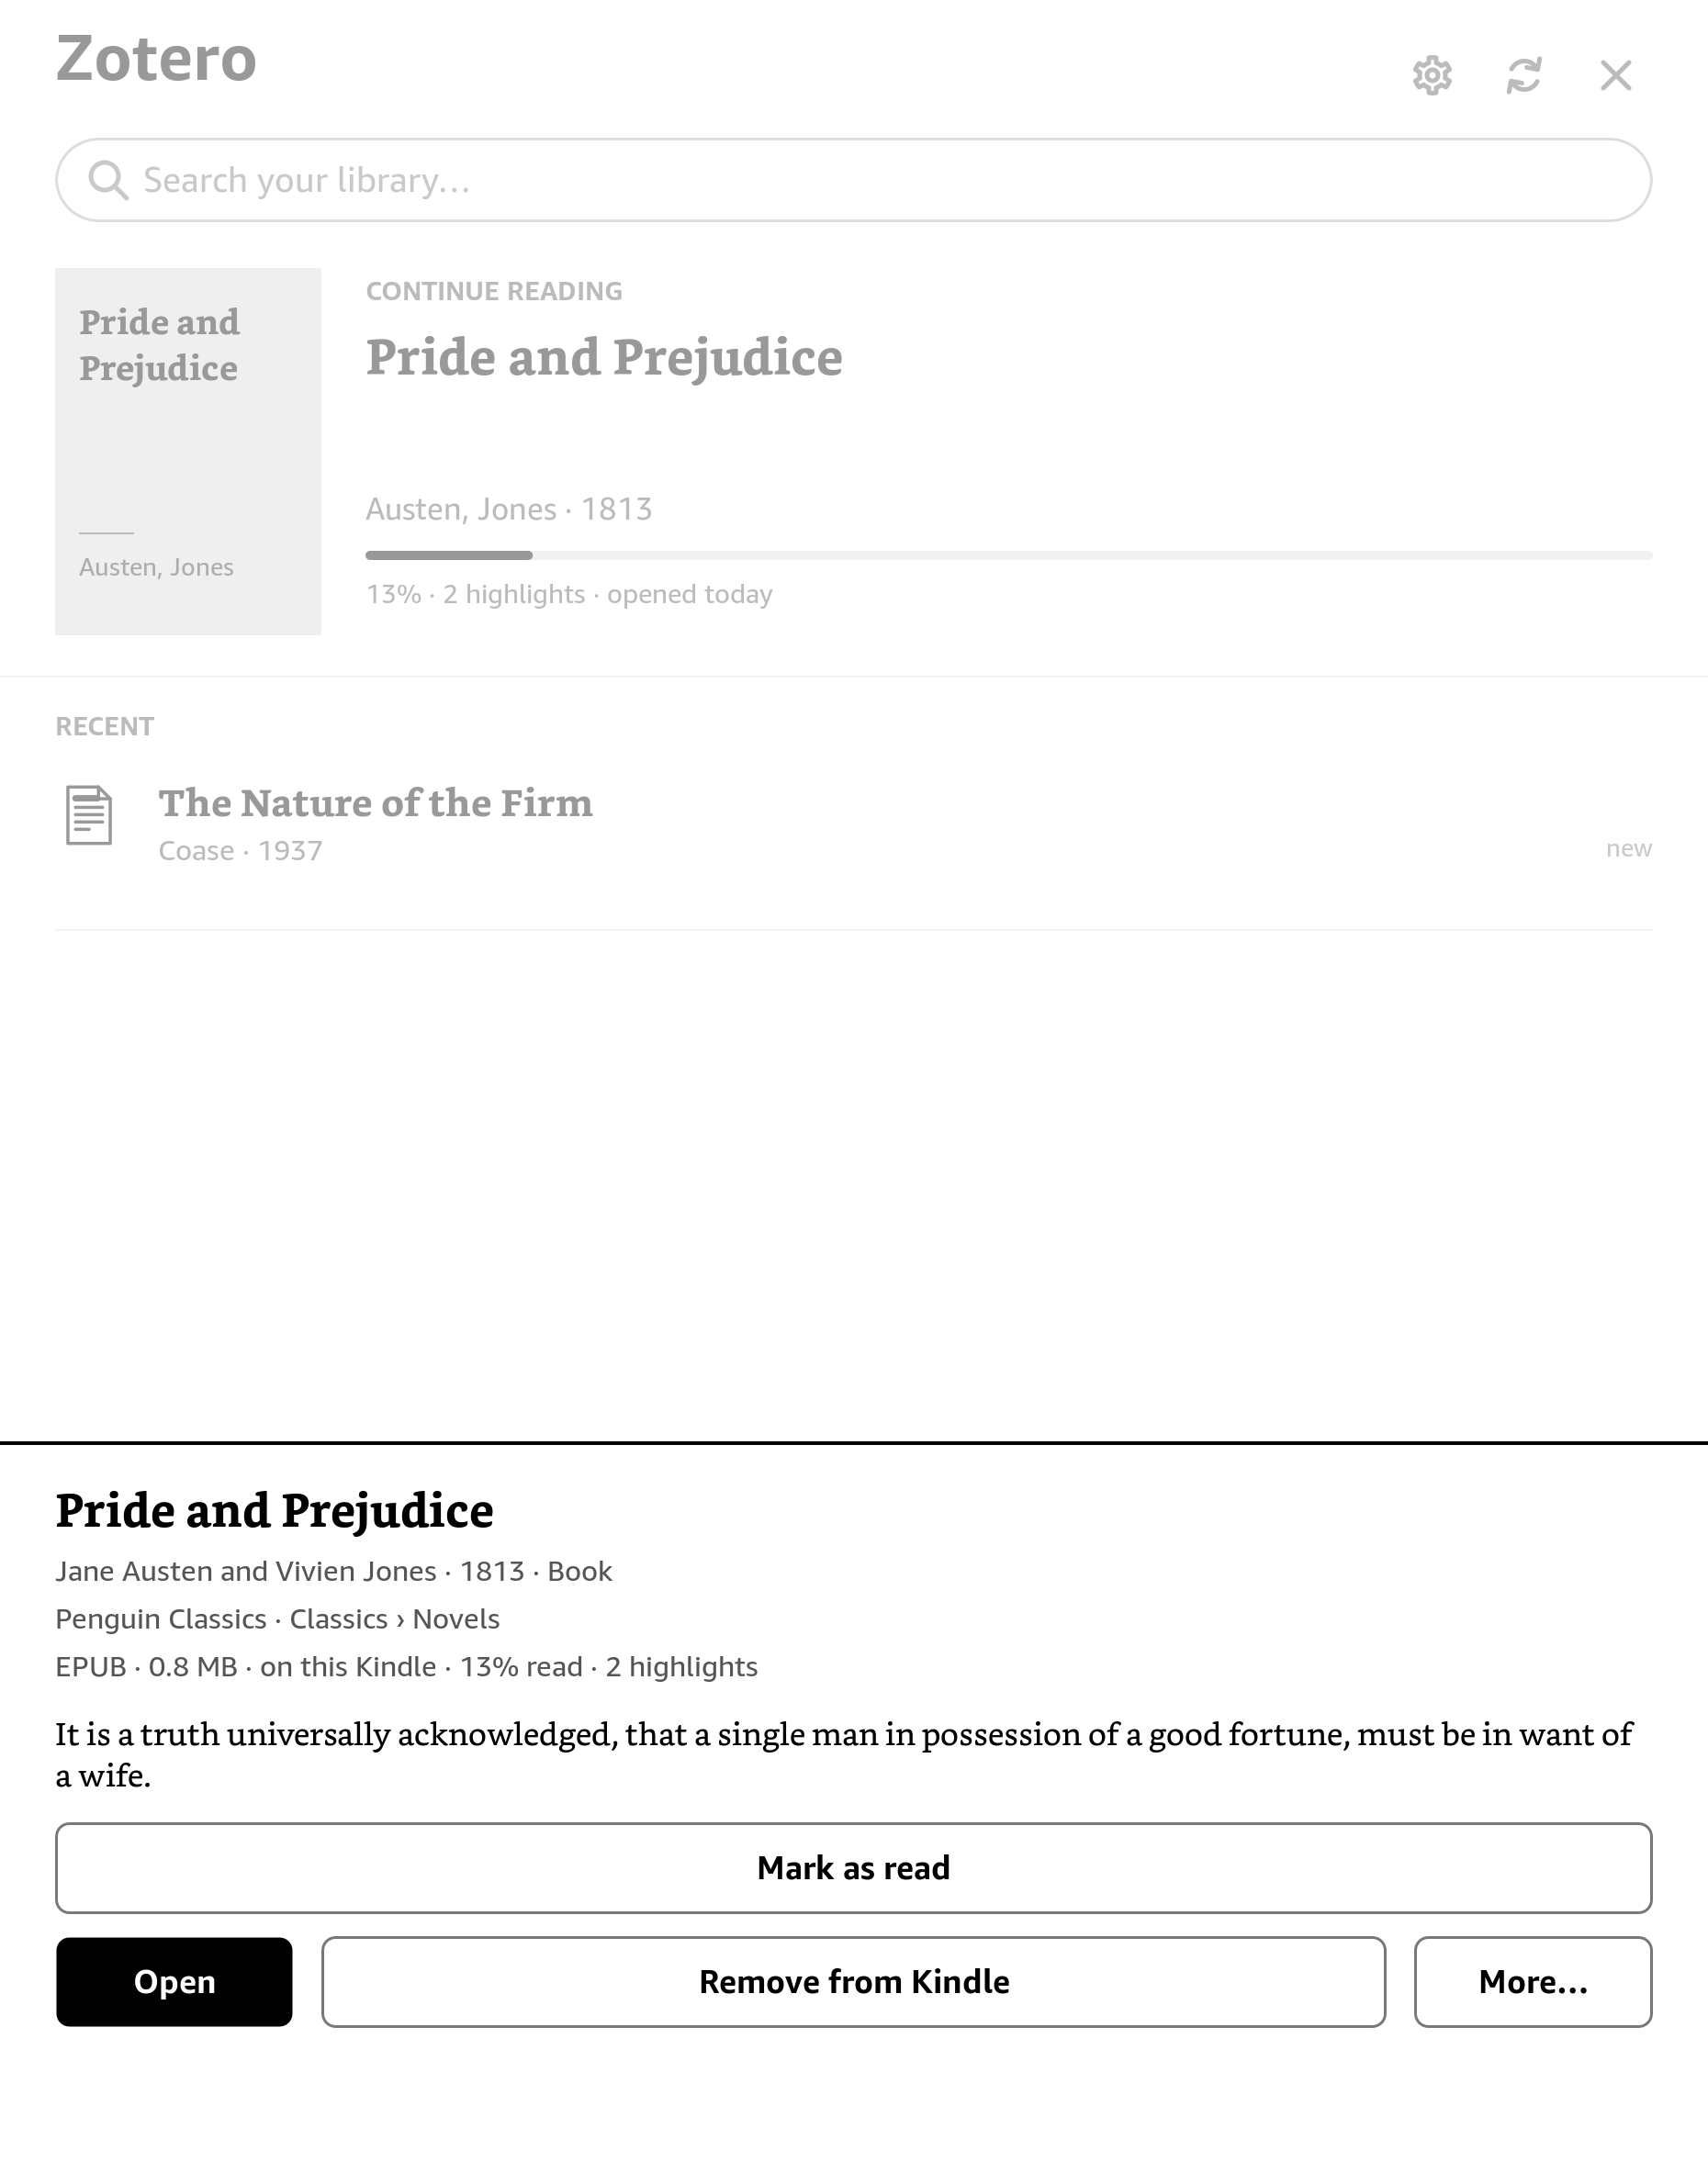 Zotero
Search your library…
Pride and
Prejudice
Austen, Jones
CONTINUE READING
Pride and Prejudice
Austen, Jones · 1813
13% · 2 highlights · opened today
RECENT
The Nature of the Firm
Coase · 1937
new
Pride and Prejudice
Jane Austen and Vivien Jones · 1813 · Book
Penguin Classics · Classics › Novels
EPUB · 0.8 MB · on this Kindle · 13% read · 2 highlights
It is a truth universally acknowledged, that a single man in possession of a good fortune, must be in want of
a wife.
Mark as read
Open
Remove from Kindle
More…